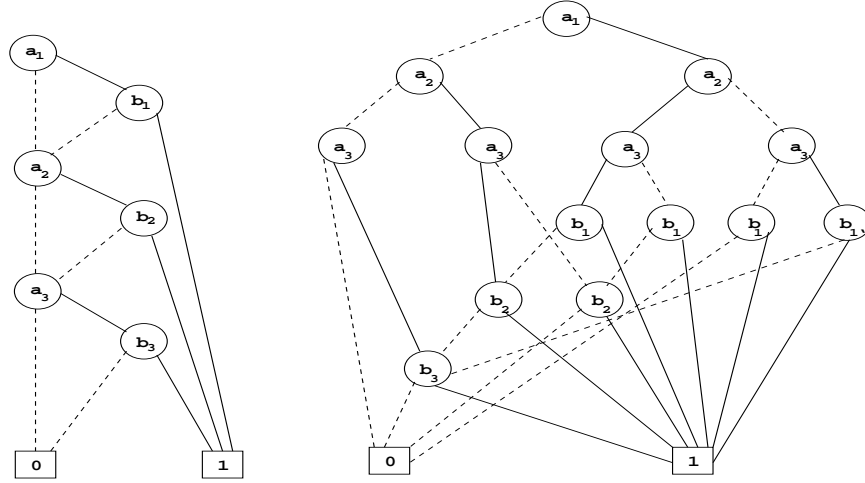 a₁
b₁
a₂
b₂
a₃
b₃
0 1
a₁
a₂ a₂
a₃ a₃ a₃ a₃
b₁ b₁ b₁ b₁
b₂ b₂
b₃
0 1